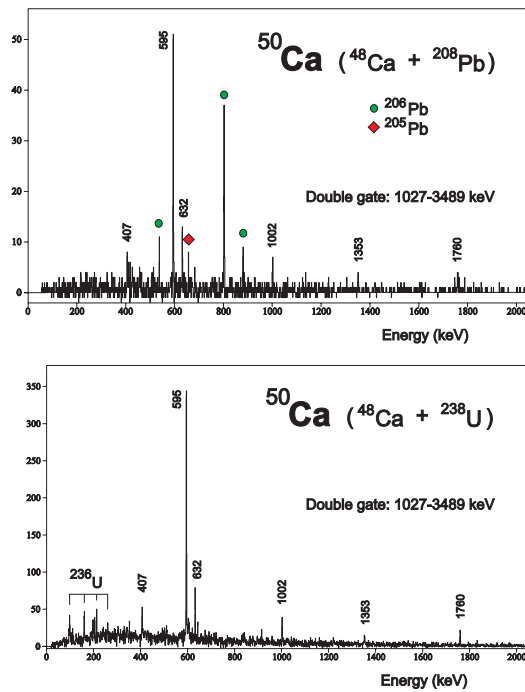 50Ca (48Ca + 208Pb)
206Pb
205Pb
Double gate: 1027-3489 keV
50
40
30
20
10
0
595
632
407
1002
1353
1760
0 200 400 600 800 1000 1200 1400 1600 1800 2000
Energy (keV)
50Ca (48Ca + 238U)
Double gate: 1027-3489 keV
350
300
250
200
150
100
50
0
595
236U
407
632
1002
1353
1760
0 200 400 600 800 1000 1200 1400 1600 1800 2000
Energy (keV)